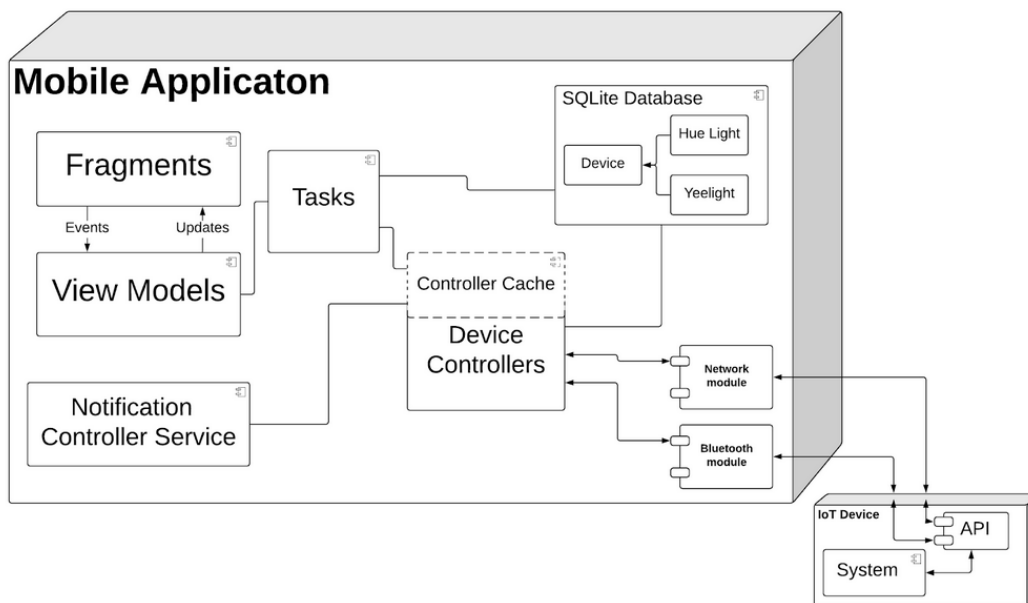 Mobile Applicaton
Fragments
Events
Updates
View Models
Tasks
SQLite Database
Device
Hue Light
Yeelight
Controller Cache
Device
Controllers
Notification
Controller Service
Network
module
Bluetooth
module
IoT Device
API
System